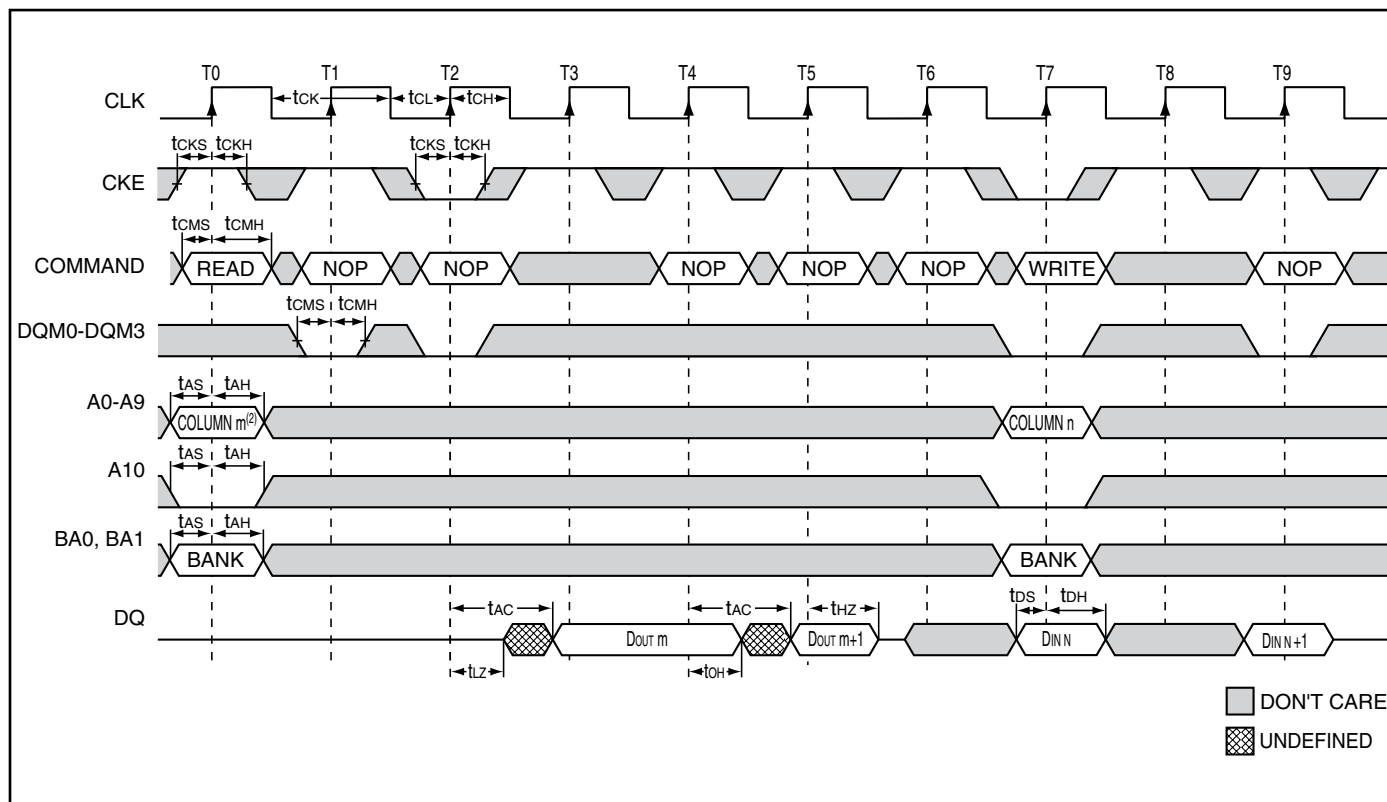 T0 T1 T2 T3 T4 T5 T6 T7 T8 T9
CLK tCK tCL tCH
tCKS tCKH tCKS tCKH
CKE
tCMS tCMH
COMMAND READ NOP NOP NOP NOP NOP WRITE NOP
tCMS tCMH
DQM0-DQM3
tAS tAH
A0-A9 COLUMN m(2) COLUMN n
tAS tAH
A10
tAS tAH
BA0, BA1 BANK BANK
tAC tAC tHZ tDS tDH
DQ DOUT m DOUT m+1 DIN N DIN N+1
tLZ tOH
DON'T CARE
UNDEFINED